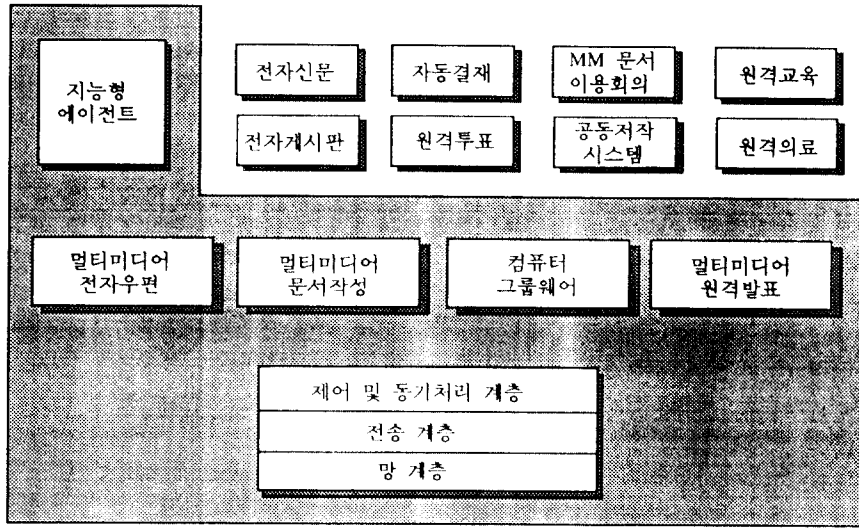 지능형
에이전트
전자신문
자동결재
MM 문서
이용회의
원격교육
전자게시판
원격투표
공동저작
시스템
원격의료
멀티미디어
전자우편
멀티미디어
문서작성
컴퓨터
그룹웨어
멀티미디어
원격발표
제어 및 동기처리 계층
전송 계층
망 계층